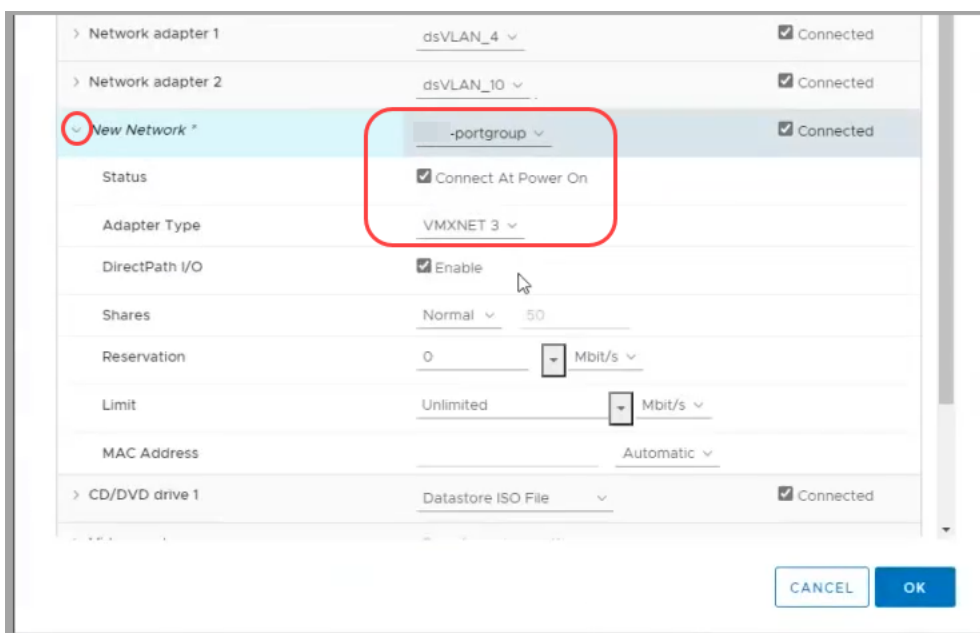 Network adapter 1 dsVLAN_4 Connected
Network adapter 2 dsVLAN_10 Connected
New Network * -portgroup Connected
Status Connect At Power On
Adapter Type VMXNET 3
DirectPath I/O Enable
Shares Normal 50
Reservation 0 Mbit/s
Limit Unlimited Mbit/s
MAC Address Automatic
CD/DVD drive 1 Datastore ISO File Connected
CANCEL OK